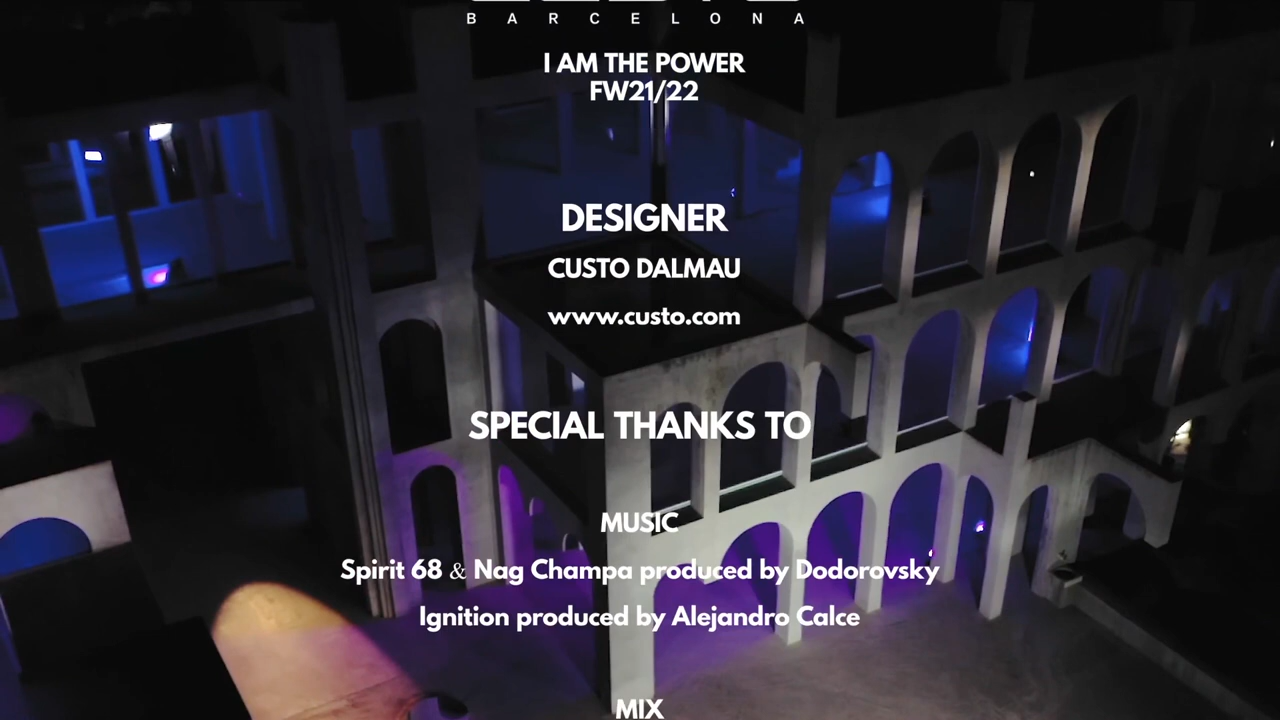 BARCELONA
I AM THE POWER
FW21/22
DESIGNER
CUSTO DALMAU
www.custo.com
SPECIAL THANKS TO
MUSIC
Spirit 68 & Nag Champa produced by Dodorovsky
Ignition produced by Alejandro Calce
MIX